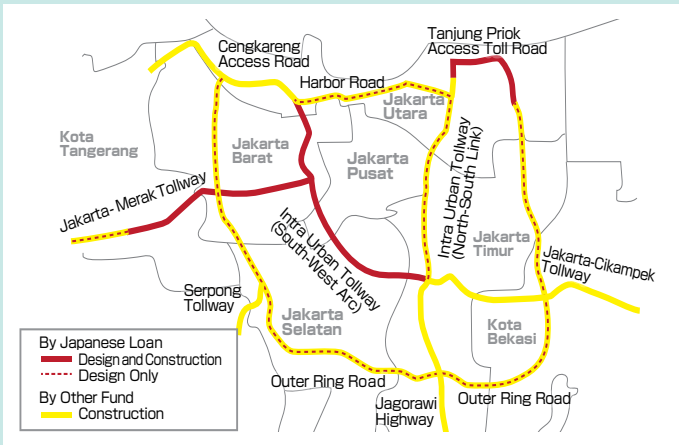 Cengkareng
Access Road
Tanjung Priok
Access Toll Road
Harbor Road
Jakarta
Utara
Kota
Tangerang
Jakarta
Barat
Jakarta
Pusat
Jakarta-Merak Tollway
Intra Urban Tollway
(South-West Arc)
Intra Urban Tollway
(North-South Link)
Jakarta
Timur
Jakarta-Cikampek
Tollway
Serpong
Tollway
Jakarta
Selatan
Kota
Bekasi
Outer Ring Road
Jagorawi
Highway
Outer Ring Road
By Japanese Loan
Design and Construction
Design Only
By Other Fund
Construction